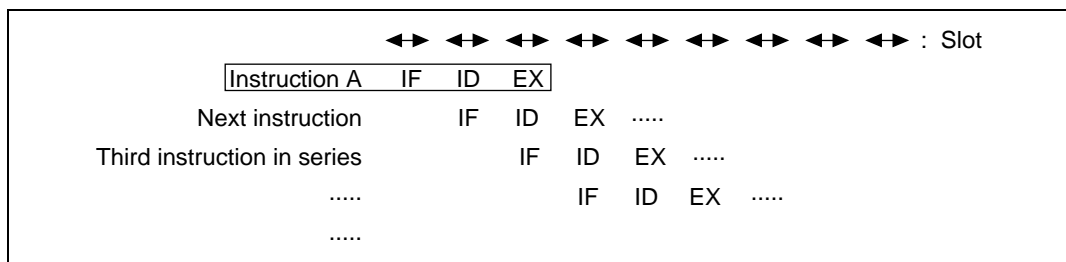 : Slot
Instruction A IF ID EX
Next instruction IF ID EX .....
Third instruction in series IF ID EX .....
..... IF ID EX .....
.....